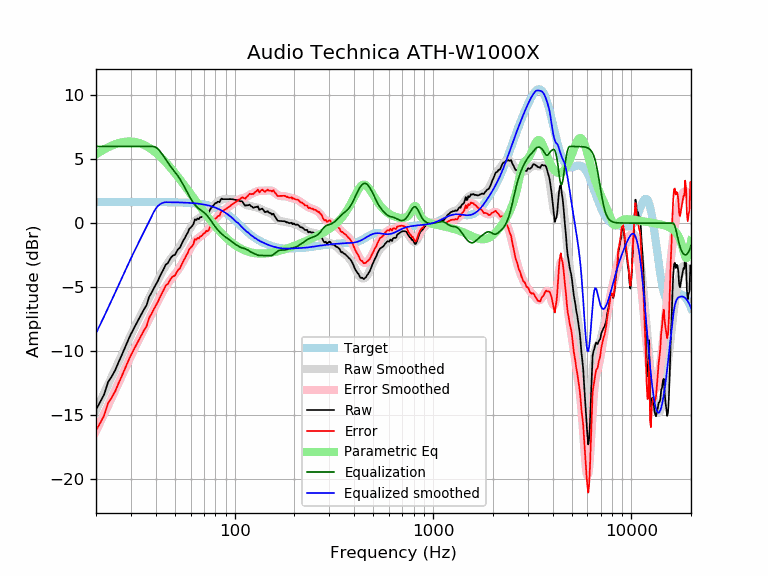 Audio Technica ATH-W1000X
10
5
0
−5
−10
−15
−20
Amplitude (dBr)
Target
Raw Smoothed
Error Smoothed
Raw
Error
Parametric Eq
Equalization
Equalized smoothed
100
1000
10000
Frequency (Hz)